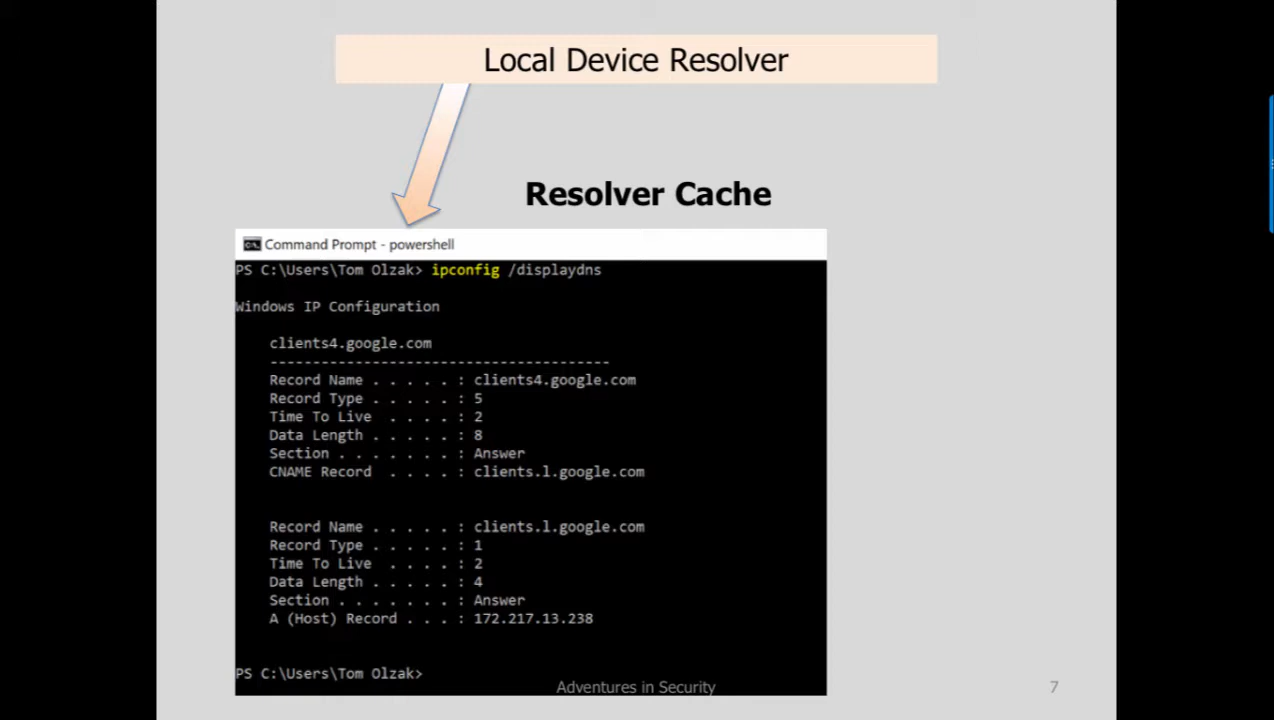 Local Device Resolver
Resolver Cache
Command Prompt - powershell
PS C:\Users\Tom Olzak> ipconfig /displaydns
Windows IP Configuration
clients4.google.com
----------------------------------------
Record Name . . . . . : clients4.google.com
Record Type . . . . . : 5
Time To Live  . . . . : 2
Data Length . . . . . : 8
Section . . . . . . . : Answer
CNAME Record  . . . . : clients.l.google.com
Record Name . . . . . : clients.l.google.com
Record Type . . . . . : 1
Time To Live  . . . . : 2
Data Length . . . . . : 4
Section . . . . . . . : Answer
A (Host) Record . . . : 172.217.13.238
PS C:\Users\Tom Olzak>
Adventures in Security
7